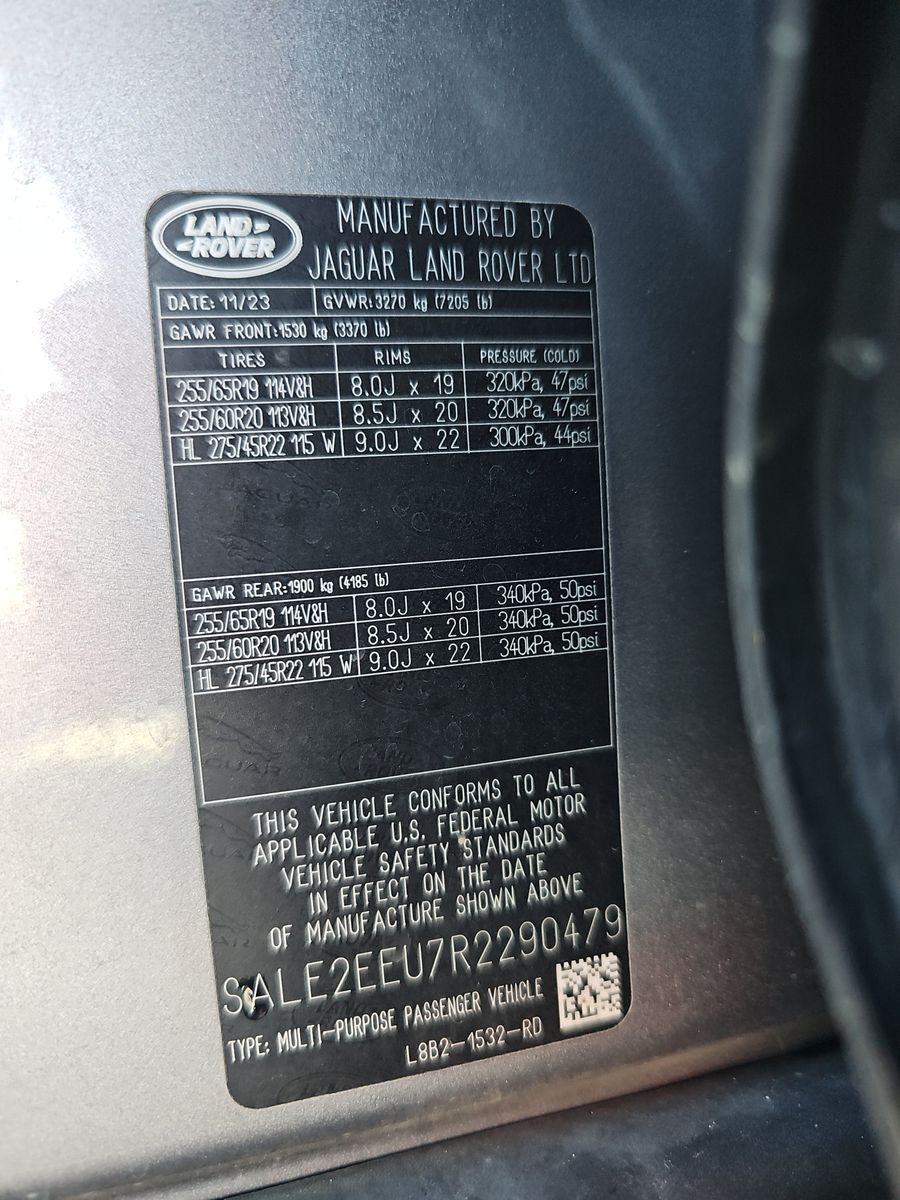 LAND ROVER
MANUFACTURED BY
JAGUAR LAND ROVER LTD
DATE: 11/23 GVWR:3270 kg (7205 lb)
GAWR FRONT:1530 kg (3370 lb)
TIRES RIMS PRESSURE (COLD)
255/65R19 114V&H 8.0J x 19 320kPa, 47psi
255/60R20 113V&H 8.5J x 20 320kPa, 47psi
HL 275/45R22 115 W 9.0J x 22 300kPa, 44psi
GAWR REAR:1900 kg (4185 lb)
255/65R19 114V&H 8.0J x 19 340kPa, 50psi
255/60R20 113V&H 8.5J x 20 340kPa, 50psi
HL 275/45R22 115 W 9.0J x 22 340kPa, 50psi
THIS VEHICLE CONFORMS TO ALL
APPLICABLE U.S. FEDERAL MOTOR
VEHICLE SAFETY STANDARDS
IN EFFECT ON THE DATE
OF MANUFACTURE SHOWN ABOVE
SALE2EEU7R2290479
TYPE: MULTI-PURPOSE PASSENGER VEHICLE
L8B2-1532-RD